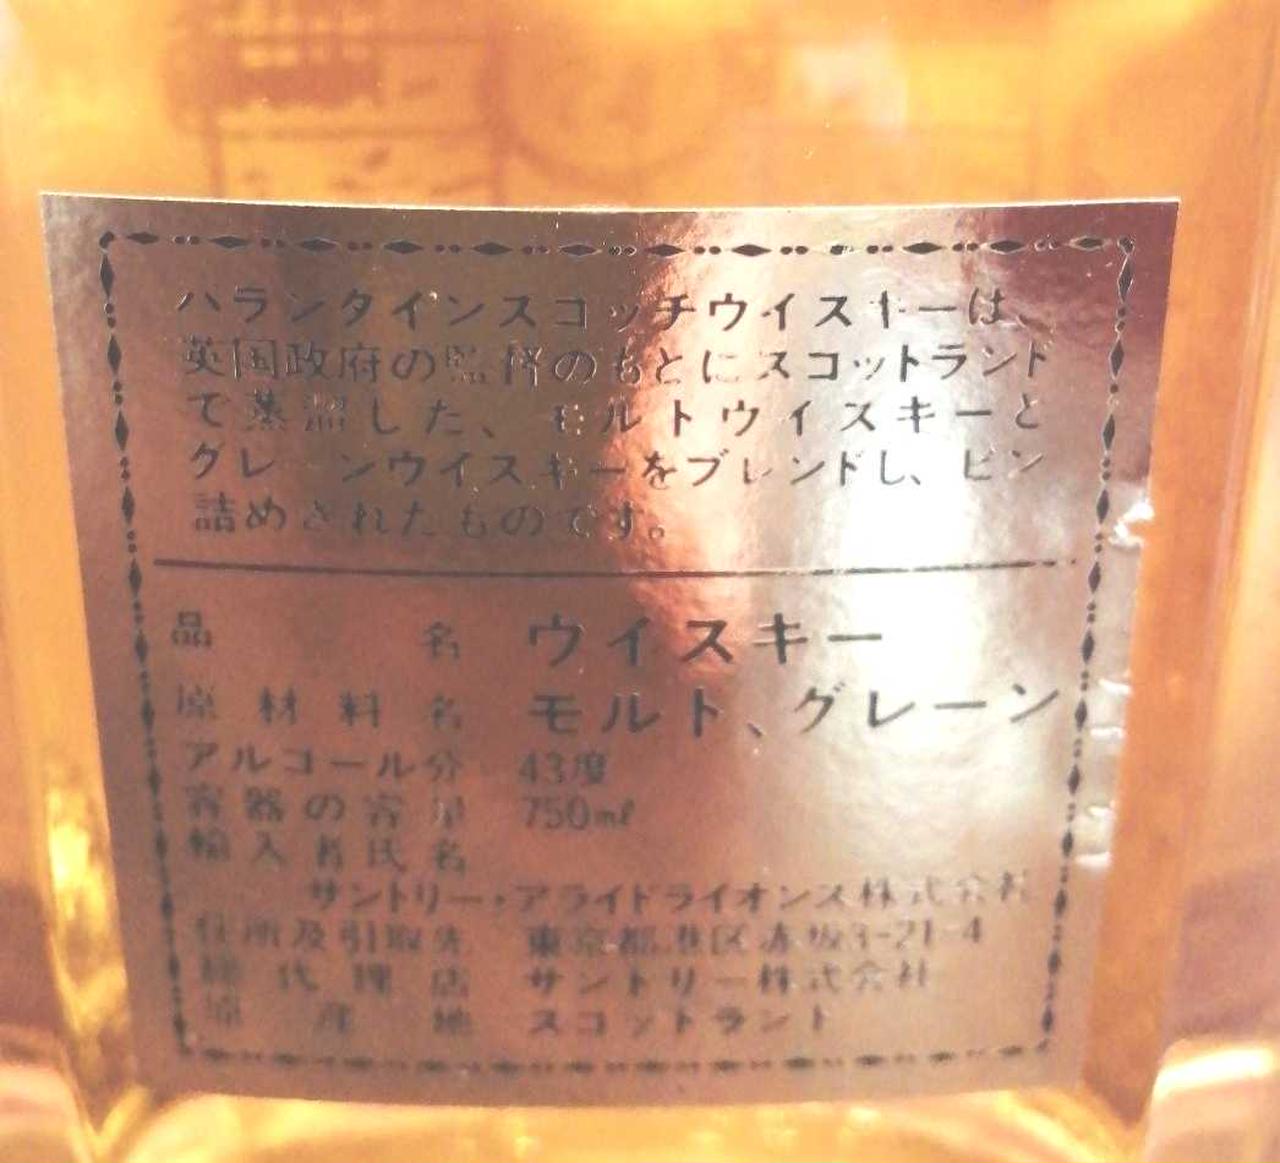 バランタインスコッチウイスキーは、
英国政府の監督のもとにスコットランド
で蒸溜した、モルトウイスキーと
グレーンウイスキーをブレンドし、ビン
詰めされたものです。
品名 ウイスキー
原材料名 モルト、グレーン
アルコール分 43度
容器の容量 750mℓ
輸入者氏名
サントリー・アライドライオンス株式会社
住所及引取先 東京都港区赤坂3-21-4
総代理店 サントリー株式会社
原産地 スコットランド